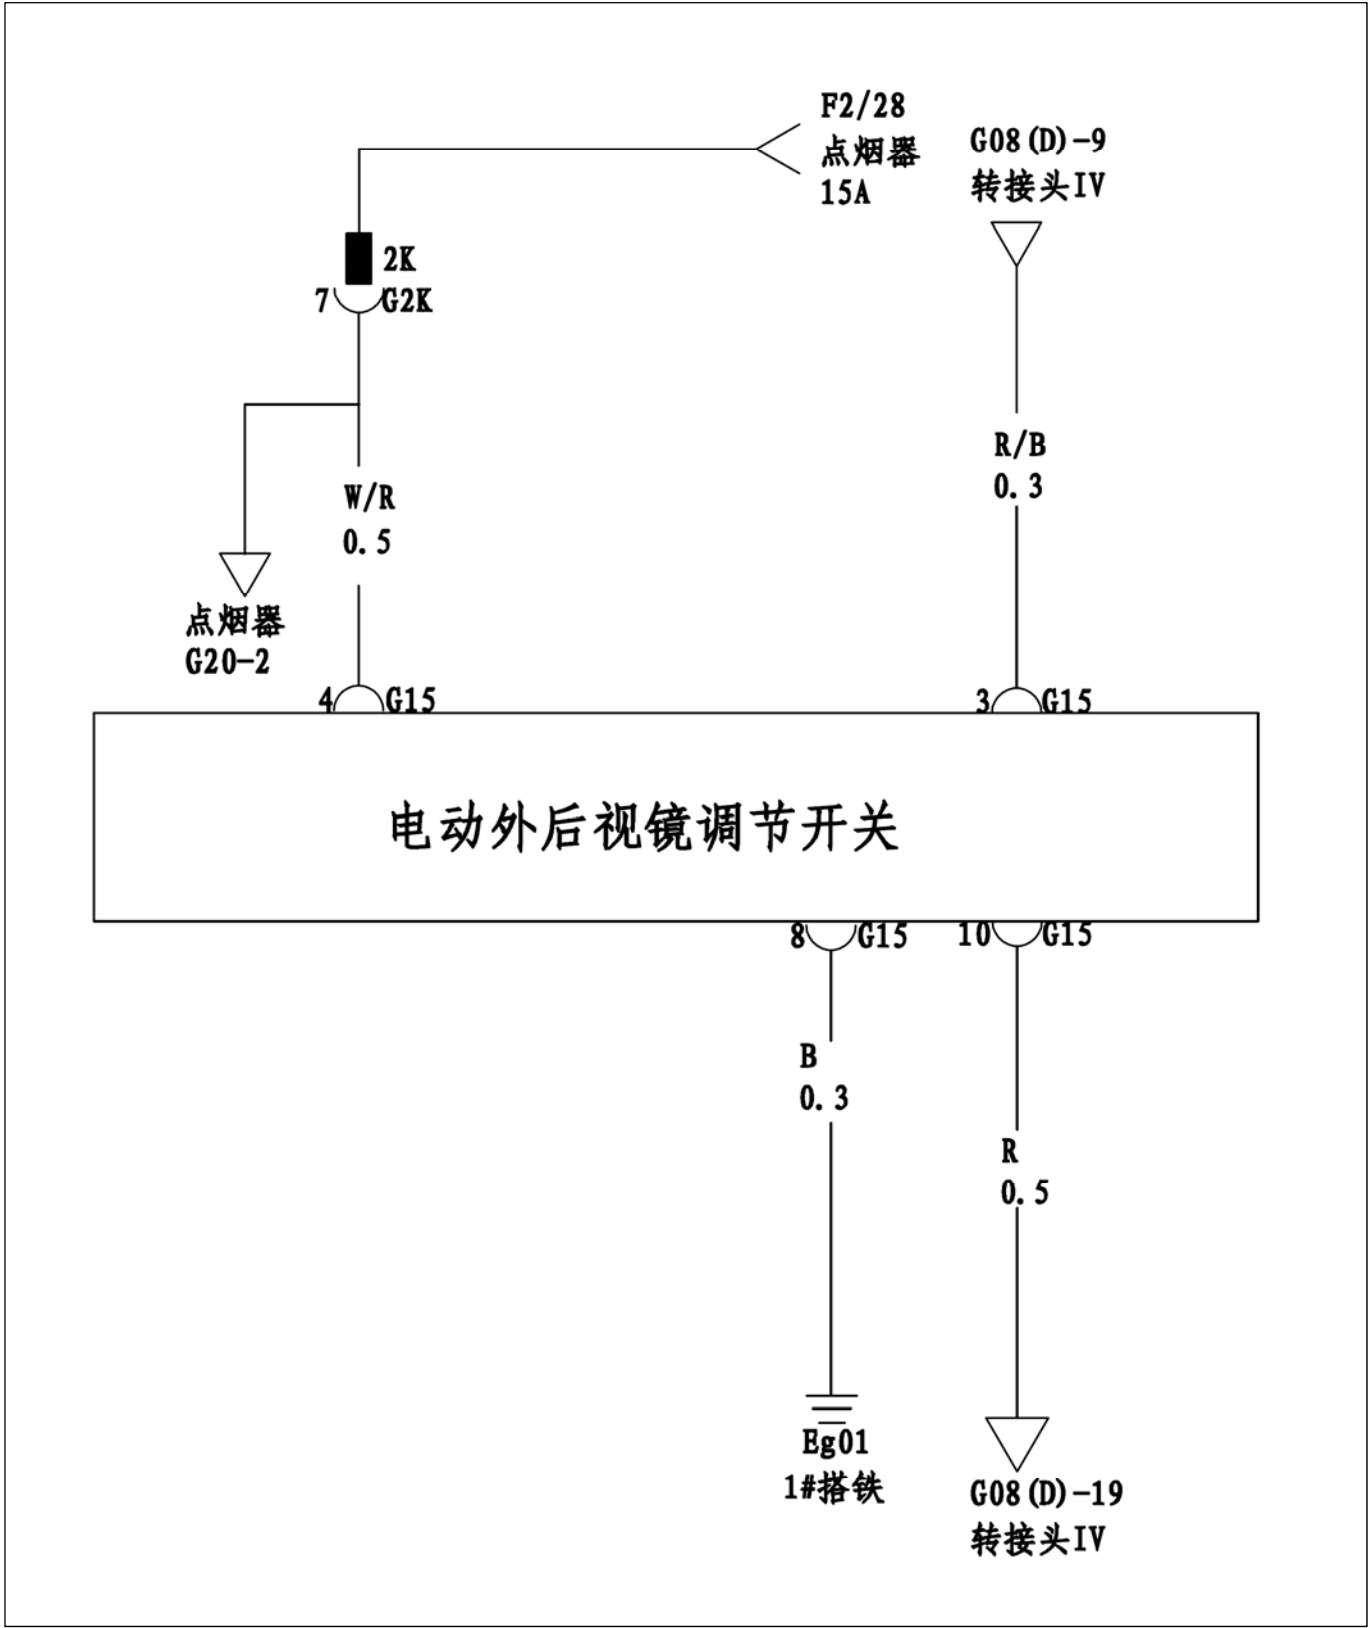 F2/28
点烟器
15A
G08(D)-9
转接头IV
2K
7 G2K
R/B
0.3
W/R
0.5
点烟器
G20-2
4 G15
3 G15
电动外后视镜调节开关
8 G15
10 G15
B
0.3
R
0.5
Eg01
1#搭铁
G08(D)-19
转接头IV